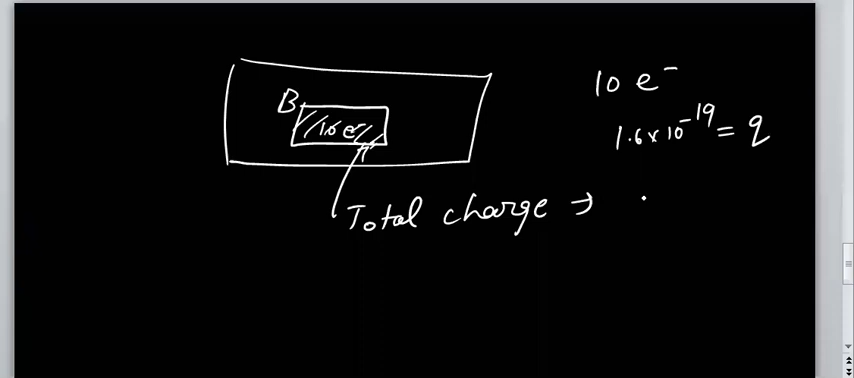 10 e⁻
B
10 e⁻
1.6 x 10⁻¹⁹ = q
Total charge →